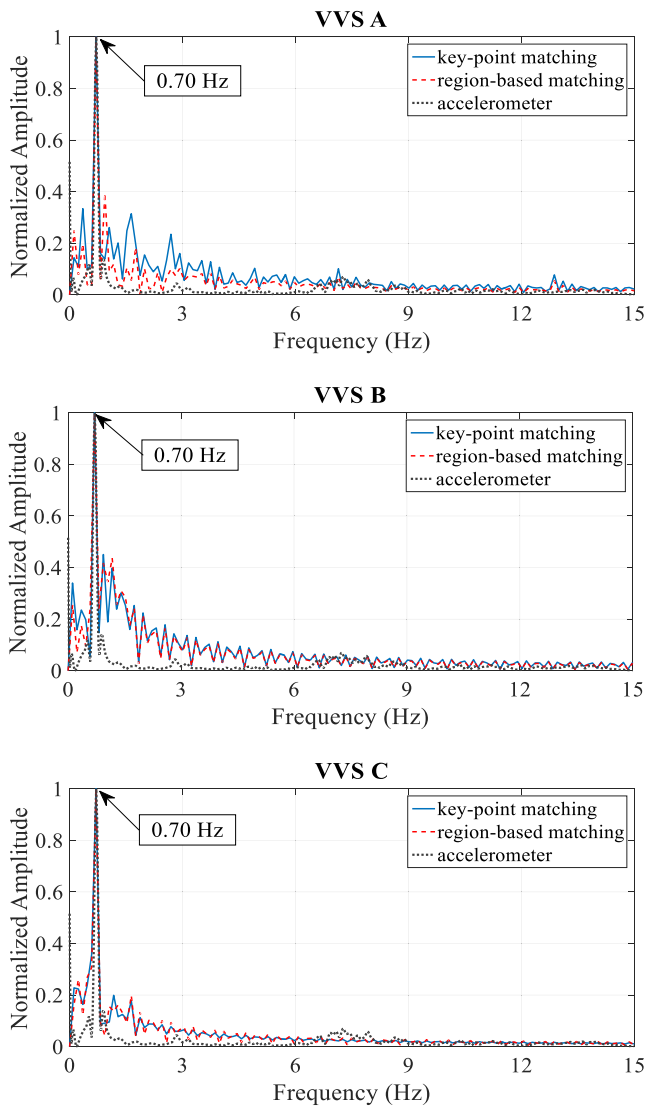 VVS A
1
0.8
0.6
0.4
0.2
0
Normalized Amplitude
0.70 Hz
key-point matching
region-based matching
accelerometer
0 3 6 9 12 15
Frequency (Hz)
VVS B
1
0.8
0.6
0.4
0.2
0
Normalized Amplitude
0.70 Hz
key-point matching
region-based matching
accelerometer
0 3 6 9 12 15
Frequency (Hz)
VVS C
1
0.8
0.6
0.4
0.2
0
Normalized Amplitude
0.70 Hz
key-point matching
region-based matching
accelerometer
0 3 6 9 12 15
Frequency (Hz)